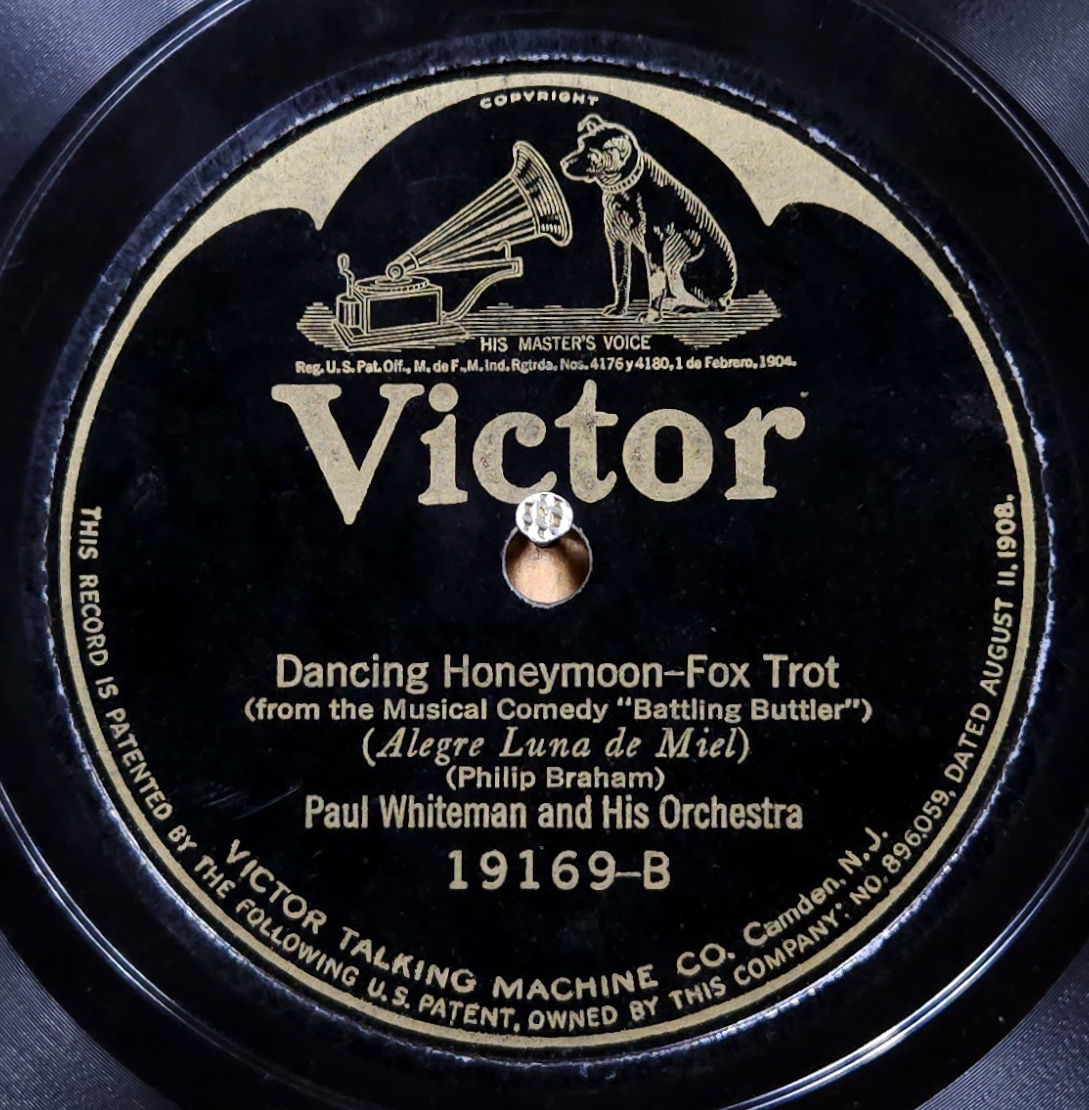 COPYRIGHT
HIS MASTER'S VOICE
Reg. U.S. Pat. Off., M. de F., M. Ind. Rgtrda. Nos. 4176 y 4180, 1 de Febrero, 1904.
Victor
Dancing Honeymoon–Fox Trot
(from the Musical Comedy "Battling Buttler")
(Alegre Luna de Miel)
(Philip Braham)
Paul Whiteman and His Orchestra
19169–B
VICTOR TALKING MACHINE CO. Camden, N.J.
THIS RECORD IS PATENTED BY THE FOLLOWING U.S. PATENT, OWNED BY THIS COMPANY: NO. 896,059, DATED AUGUST 11, 1908.